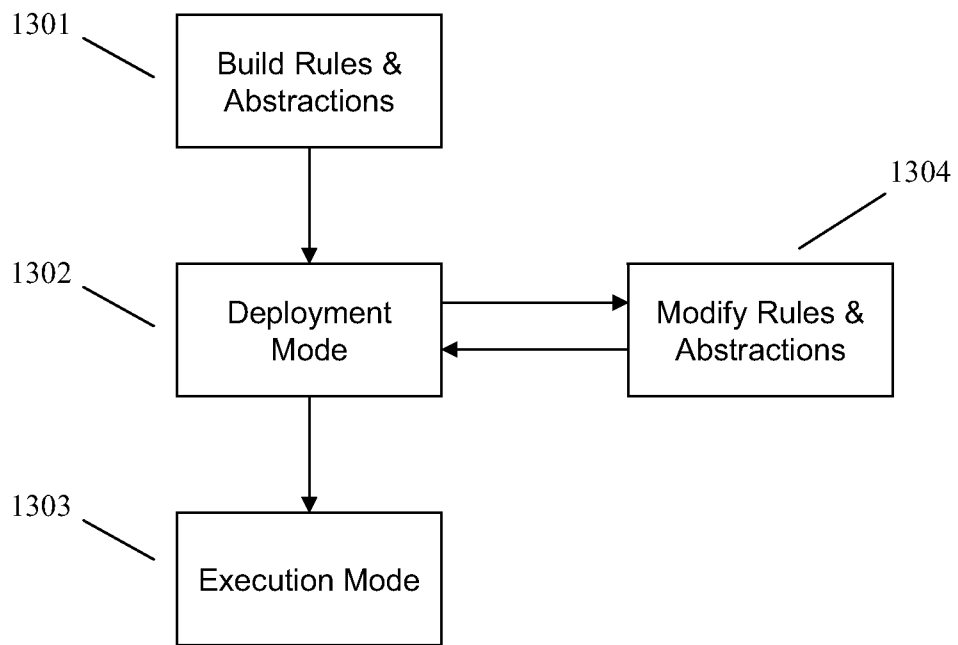 1301
Build Rules &
Abstractions
1304
1302
Deployment
Mode
Modify Rules &
Abstractions
1303
Execution Mode